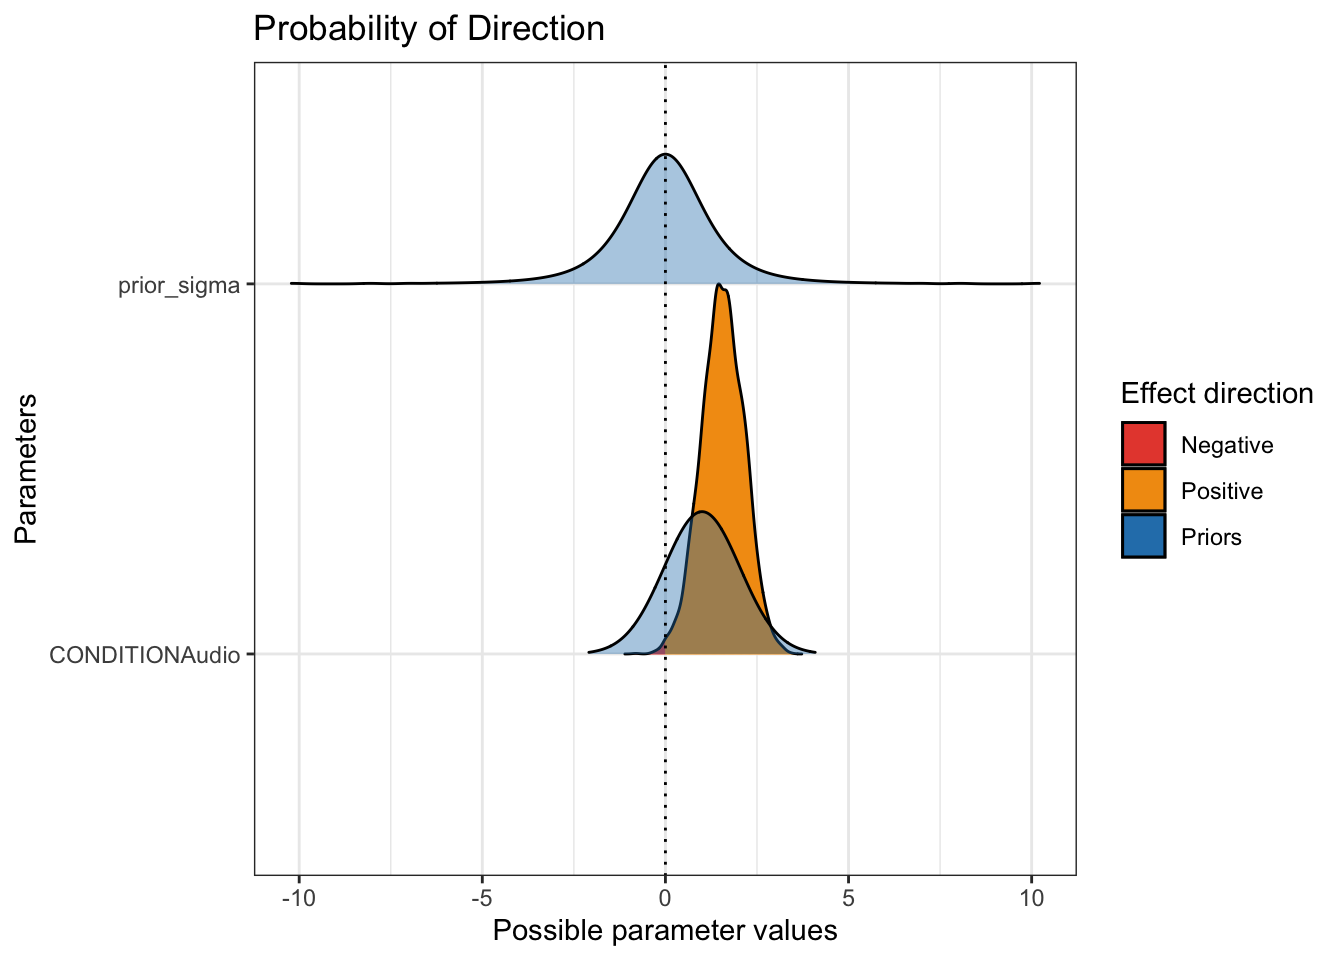 Probability of Direction
prior_sigma
CONDITIONAudio
Parameters
-10
-5
0
5
10
Possible parameter values
Effect direction
Negative
Positive
Priors